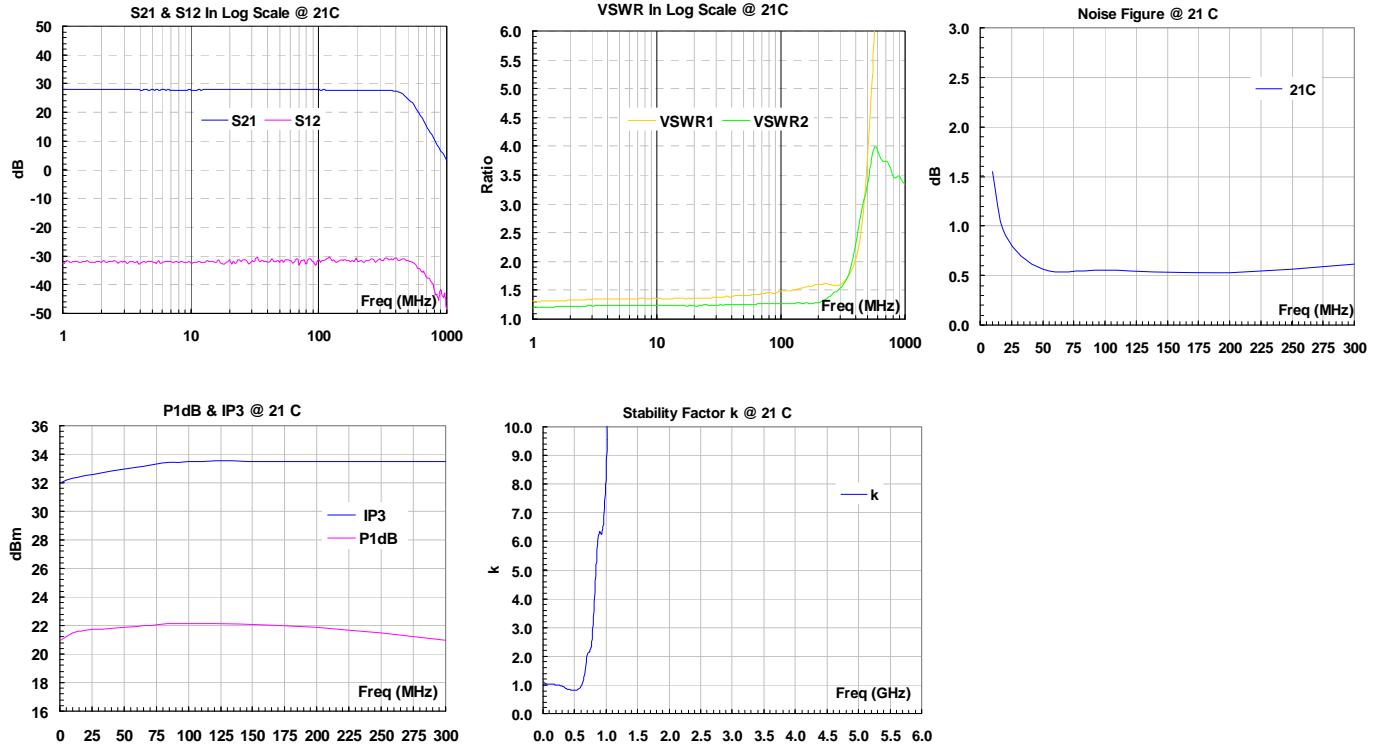 S21 & S12 In Log Scale @ 21C
50
40
30
20
10
0
-10
-20
-30
-40
-50
dB
S21 S12
Freq (MHz)
1 10 100 1000
VSWR In Log Scale @ 21C
6.0
5.5
5.0
4.5
4.0
3.5
3.0
2.5
2.0
1.5
1.0
Ratio
VSWR1 VSWR2
Freq (MHz)
1 10 100 1000
Noise Figure @ 21 C
3.0
2.5
2.0
1.5
1.0
0.5
0.0
dB
21C
Freq (MHz)
0 25 50 75 100 125 150 175 200 225 250 275 300
P1dB & IP3 @ 21 C
36
34
32
30
28
26
24
22
20
18
16
dBm
IP3
P1dB
Freq (MHz)
0 25 50 75 100 125 150 175 200 225 250 275 300
Stability Factor k @ 21 C
10.0
9.0
8.0
7.0
6.0
5.0
4.0
3.0
2.0
1.0
0.0
k
k
Freq (GHz)
0.0 0.5 1.0 1.5 2.0 2.5 3.0 3.5 4.0 4.5 5.0 5.5 6.0